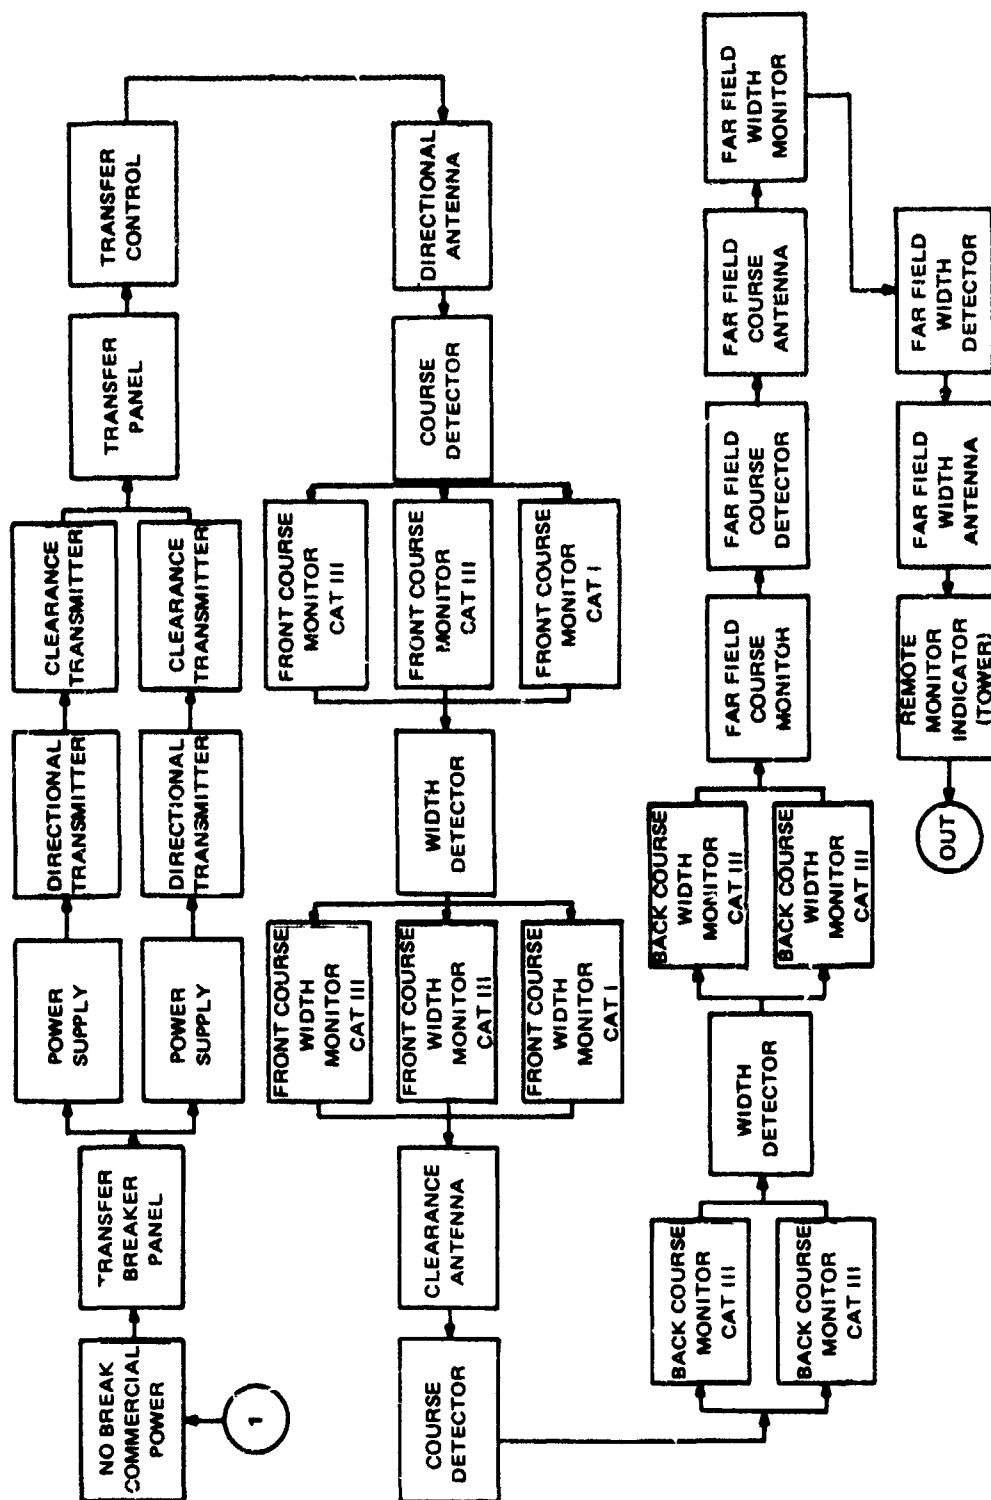 1
NO BREAK
COMMERCIAL
POWER
TRANSFER
BREAKER
PANEL
POWER
SUPPLY
POWER
SUPPLY
DIRECTIONAL
TRANSMITTER
DIRECTIONAL
TRANSMITTER
CLEARANCE
TRANSMITTER
CLEARANCE
TRANSMITTER
TRANSFER
PANEL
TRANSFER
CONTROL
DIRECTIONAL
ANTENNA
COURSE
DETECTOR
FRONT COURSE
MONITOR
CAT III
FRONT COURSE
MONITOR
CAT III
FRONT COURSE
MONITOR
CAT I
WIDTH
DETECTOR
FRONT COURSE
WIDTH
MONITOR
CAT III
FRONT COURSE
WIDTH
MONITOR
CAT III
FRONT COURSE
WIDTH
MONITOR
CAT I
CLEARANCE
ANTENNA
COURSE
DETECTOR
BACK COURSE
MONITOR
CAT III
BACK COURSE
MONITOR
CAT III
WIDTH
DETECTOR
BACK COURSE
WIDTH
MONITOR
CAT III
BACK COURSE
WIDTH
MONITOR
CAT III
FAR FIELD
COURSE
MONITOR
FAR FIELD
COURSE
DETECTOR
FAR FIELD
COURSE
ANTENNA
FAR FIELD
WIDTH
MONITOR
FAR FIELD
WIDTH
DETECTOR
FAR FIELD
WIDTH
ANTENNA
REMOTE
MONITOR
INDICATOR
(TOWER)
OUT